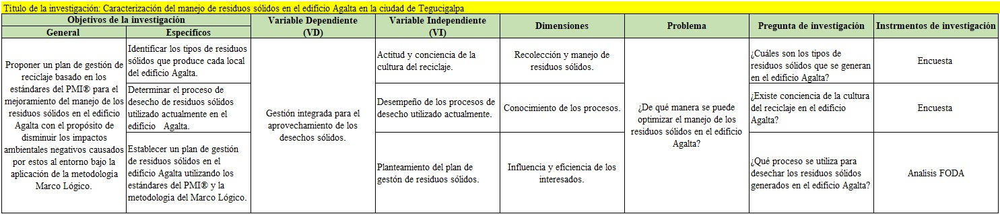 Título de la investigación: Caracterización del manejo de residuos sólidos en el edificio Agalta en la ciudad de Tegucigalpa
Objetivos de la investigación
General
Específicos
Variable Dependiente
(VD)
Variable Independiente
(VI)
Dimensiones
Problema
Pregunta de investigación
Instrmentos de investigación
Proponer un plan de gestión de
reciclaje basado en los
estándares del PMI® para el
mejoramiento del manejo de los
residuos sólidos en el edificio
Agalta con el propósito de
disminuir los impactos
ambientales negativos causados
por estos al entorno bajo la
aplicación de la metodologia
Marco Lógico.
Identificar los tipos de residuos
sólidos que produce cada local
del edificio Agalta.
Determinar el proceso de
desecho de residuos sólidos
utilizado actualmente en el
edificio Agalta.
Establecer un plan de gestión
de residuos sólidos en el
edificio Agalta utilizando los
estándares del PMI® y la
metodologia del Marco Lógico.
Gestión integrada para el
aprovechamiento de los
desechos sólidos.
Actitud y conciencia de la
cultura del reciclaje.
Desempeño de los procesos de
desecho utilizado actualmente.
Planteamiento del plan de
gestón de residuos sólidos.
Recolección y manejo de
residuos sólidos.
Conocimiento de los procesos.
Influencia y eficiencia de los
interesados.
¿De qué manera se puede
optimizar el manejo de los
residuos sólidos en el edificio
Agalta?
¿Cuáles son los tipos de
residuos sólidos que se generan
en el edificio Agalta?
¿Existe conciencia de la cultura
del reciclaje en el edificio
Agalta?
¿Qué proceso se utiliza para
desechar los residuos sólidos
generados en el edificio Agalta?
Encuesta
Encuesta
Analisis FODA